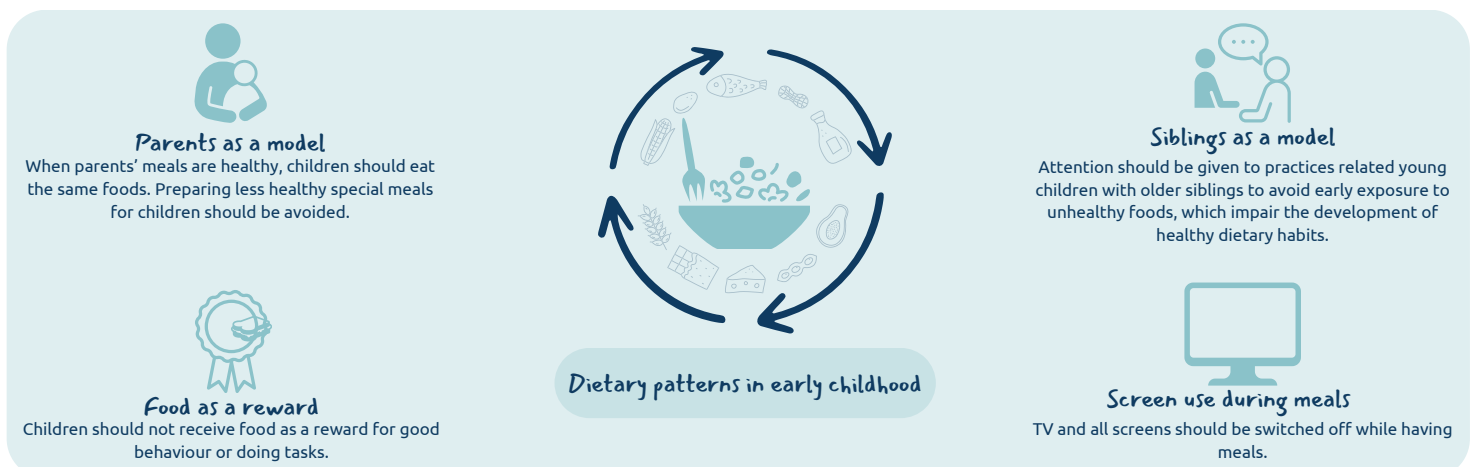 Parents as a model
When parents’ meals are healthy, children should eat
the same foods. Preparing less healthy special meals
for children should be avoided.
Siblings as a model
Attention should be given to practices related young
children with older siblings to avoid early exposure to
unhealthy foods, which impair the development of
healthy dietary habits.
Food as a reward
Children should not receive food as a reward for good
behaviour or doing tasks.
Dietary patterns in early childhood
Screen use during meals
TV and all screens should be switched off while having
meals.